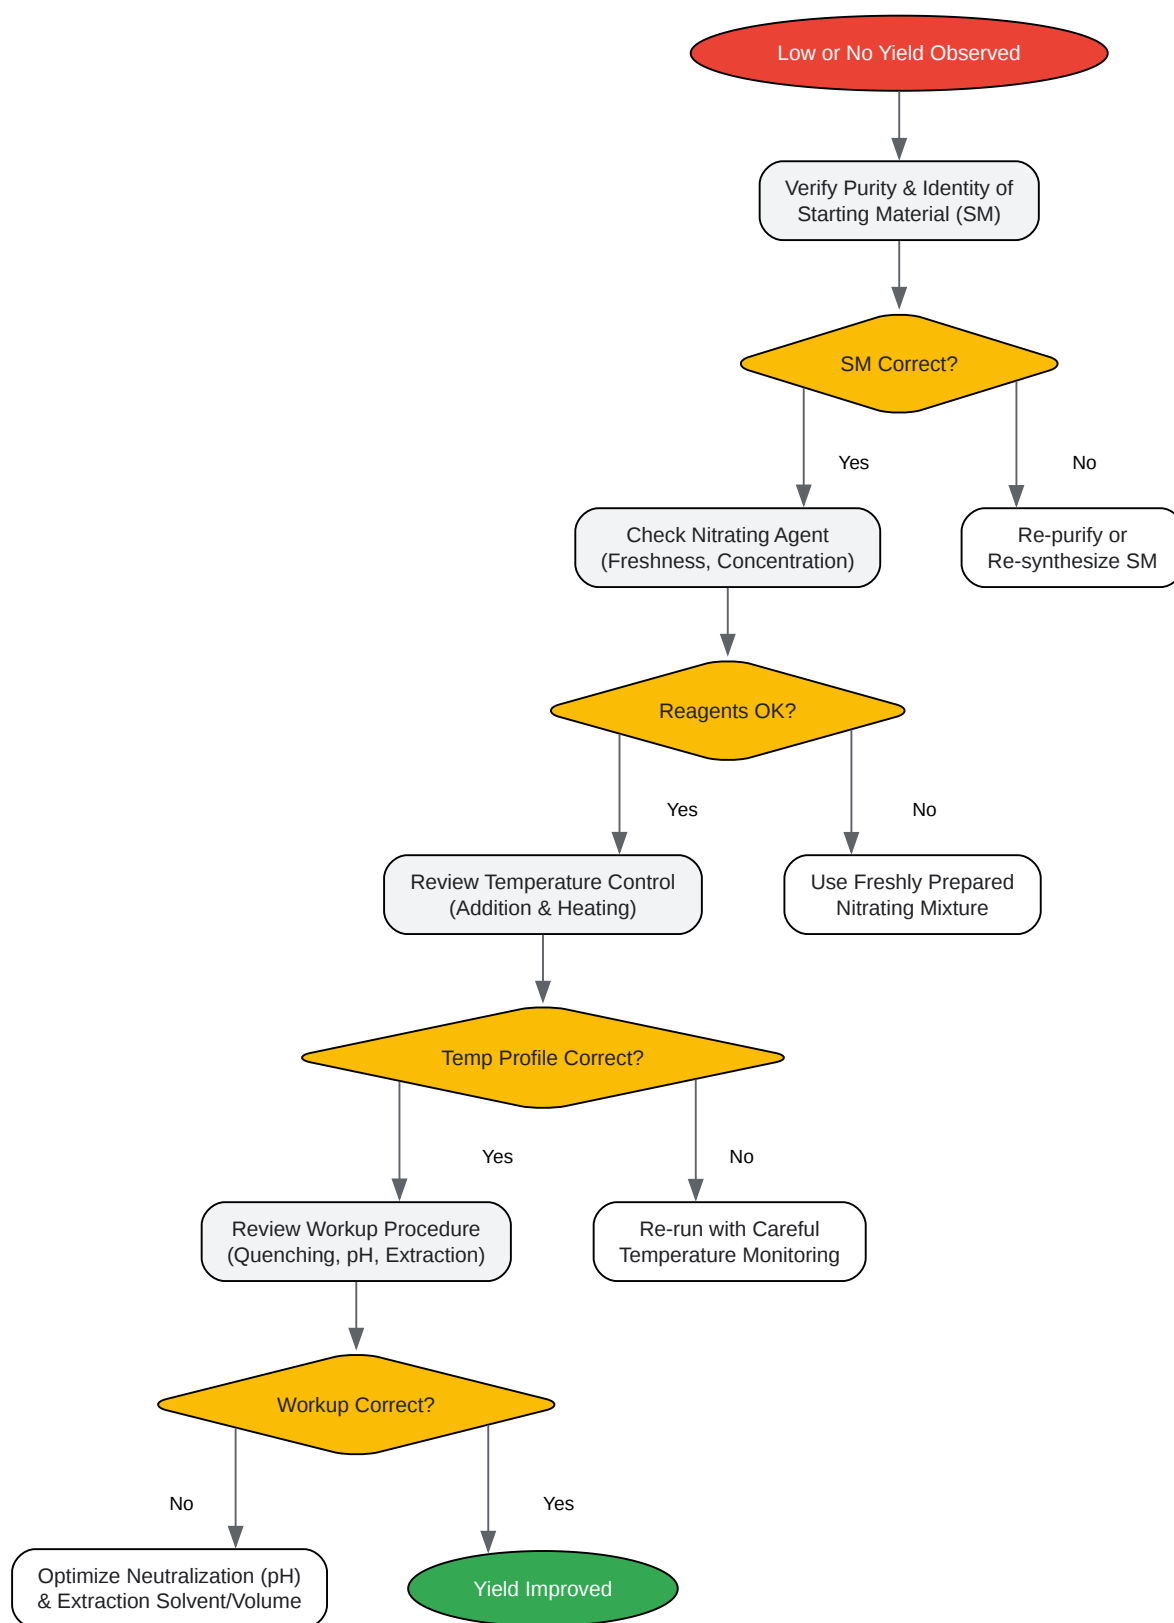 Low or No Yield Observed
Verify Purity & Identity of
Starting Material (SM)
SM Correct?
Yes
No
Check Nitrating Agent
(Freshness, Concentration)
Re-purify or
Re-synthesize SM
Reagents OK?
Yes
No
Review Temperature Control
(Addition & Heating)
Use Freshly Prepared
Nitrating Mixture
Temp Profile Correct?
Yes
No
Review Workup Procedure
(Quenching, pH, Extraction)
Re-run with Careful
Temperature Monitoring
Workup Correct?
No
Yes
Optimize Neutralization (pH)
& Extraction Solvent/Volume
Yield Improved